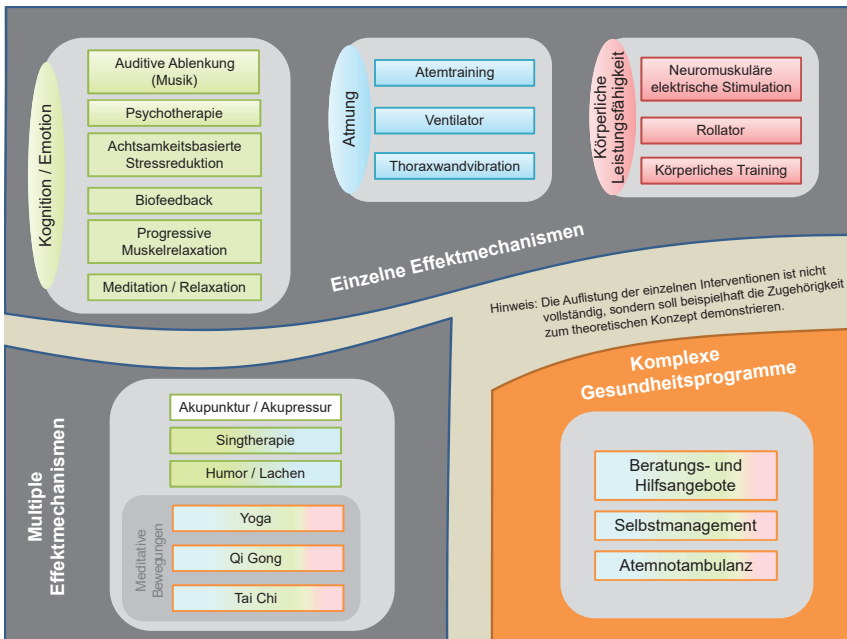 Kognition / Emotion
Auditive Ablenkung
(Musik)
Psychotherapie
Achtsamkeitsbasierte
Stressreduktion
Biofeedback
Progressive
Muskelrelaxation
Meditation / Relaxation
Atmung
Atemtraining
Ventilator
Thoraxwandvibration
Körperliche
Leistungsfähigkeit
Neuromuskuläre
elektrische Stimulation
Rollator
Körperliches Training
Einzelne Effektmechanismen
Hinweis: Die Auflistung der einzelnen Interventionen ist nicht
vollständig, sondern soll beispielhaft die Zugehörigkeit
zum theoretischen Konzept demonstrieren.
Multiple
Effektmechanismen
Akupunktur / Akupressur
Singtherapie
Humor / Lachen
Meditative
Bewegungen
Yoga
Qi Gong
Tai Chi
Komplexe
Gesundheitsprogramme
Beratungs- und
Hilfsangebote
Selbstmanagement
Atemnotambulanz